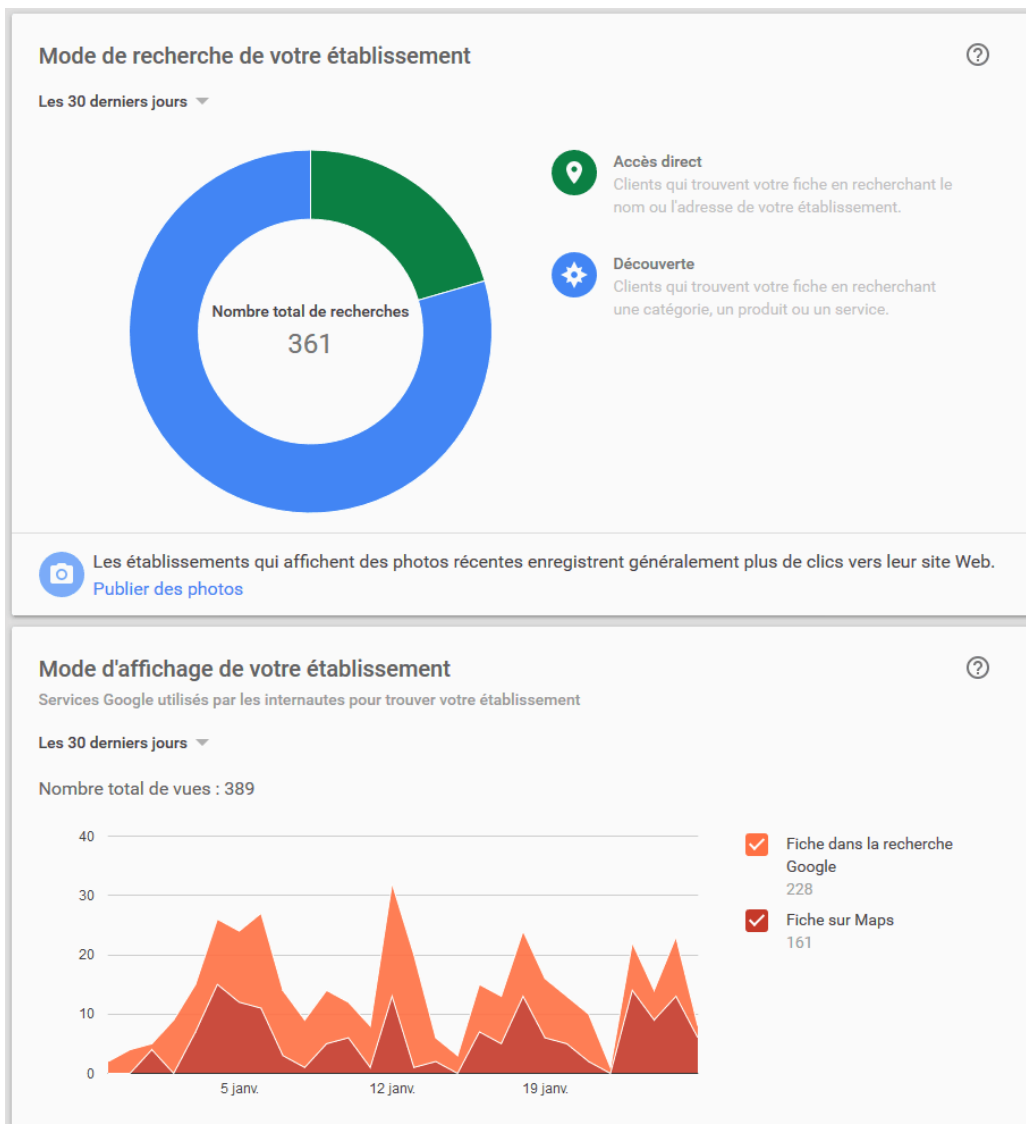 Mode de recherche de votre établissement
Les 30 derniers jours
Accès direct
Clients qui trouvent votre fiche en recherchant le
nom ou l'adresse de votre établissement.
Découverte
Clients qui trouvent votre fiche en recherchant
une catégorie, un produit ou un service.
Nombre total de recherches
361
Les établissements qui affichent des photos récentes enregistrent généralement plus de clics vers leur site Web.
Publier des photos
Mode d'affichage de votre établissement
Services Google utilisés par les internautes pour trouver votre établissement
Les 30 derniers jours
Nombre total de vues : 389
40
30
20
10
0
5 janv.
12 janv.
19 janv.
Fiche dans la recherche
Google
228
Fiche sur Maps
161